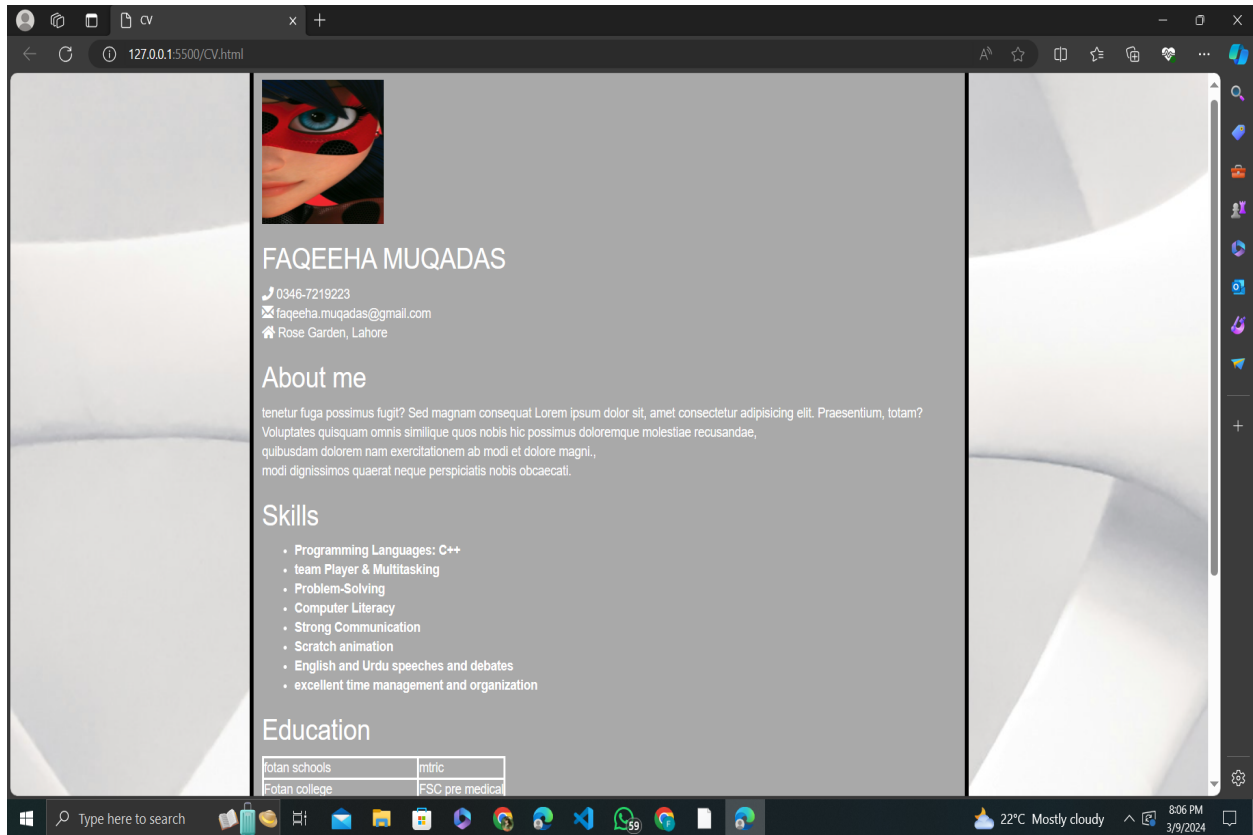 CV
127.0.0.1:5500/CV.html
FAQEEHA MUQADAS
0346-7219223
faqeeha.muqadas@gmail.com
Rose Garden, Lahore
About me
tenetur fuga possimus fugit? Sed magnam consequat Lorem ipsum dolor sit, amet consectetur adipisicing elit. Praesentium, totam?
Voluptates quisquam omnis similique quos nobis hic possimus doloremque molestiae recusandae,
quibusdam dolorem nam exercitationem ab modi et dolore magni.,
modi dignissimos quaerat neque perspiciatis nobis obcaecati.
Skills
Programming Languages: C++
team Player & Multitasking
Problem-Solving
Computer Literacy
Strong Communication
Scratch animation
English and Urdu speeches and debates
excellent time management and organization
Education
fotan schools mtric
Fotan college FSC pre medical
Type here to search
59
22°C Mostly cloudy
8:06 PM
3/9/2024